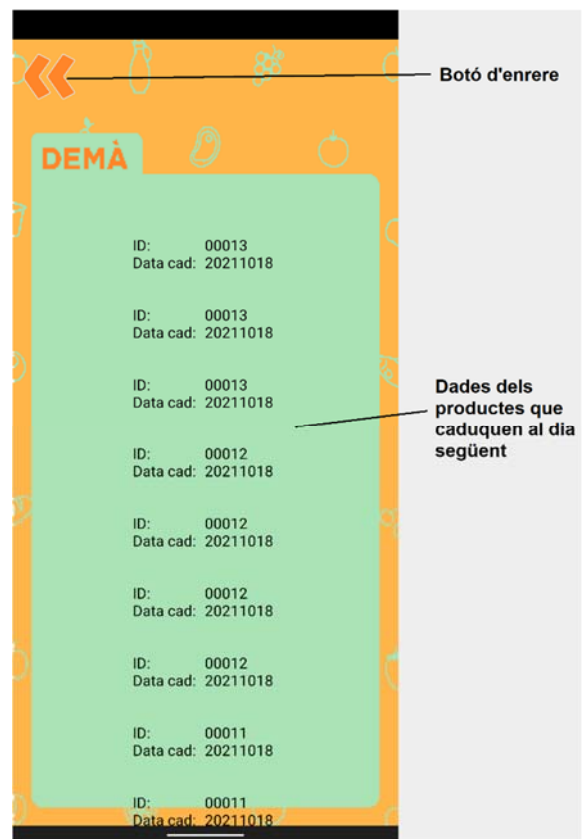 Botó d'enrere
DEMÀ
ID: 00013
Data cad: 20211018
ID: 00013
Data cad: 20211018
ID: 00013
Data cad: 20211018
Dades dels
productes que
caduquen al dia
següent
ID: 00012
Data cad: 20211018
ID: 00012
Data cad: 20211018
ID: 00012
Data cad: 20211018
ID: 00012
Data cad: 20211018
ID: 00011
Data cad: 20211018
ID: 00011
Data cad: 20211018